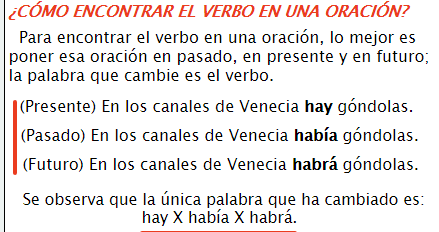 ¿CÓMO ENCONTRAR EL VERBO EN UNA ORACIÓN?
Para encontrar el verbo en una oración, lo mejor es
poner esa oración en pasado, en presente y en futuro;
la palabra que cambie es el verbo.
(Presente) En los canales de Venecia hay góndolas.
(Pasado) En los canales de Venecia había góndolas.
(Futuro) En los canales de Venecia habrá góndolas.
Se observa que la única palabra que ha cambiado es:
hay X había X habrá.